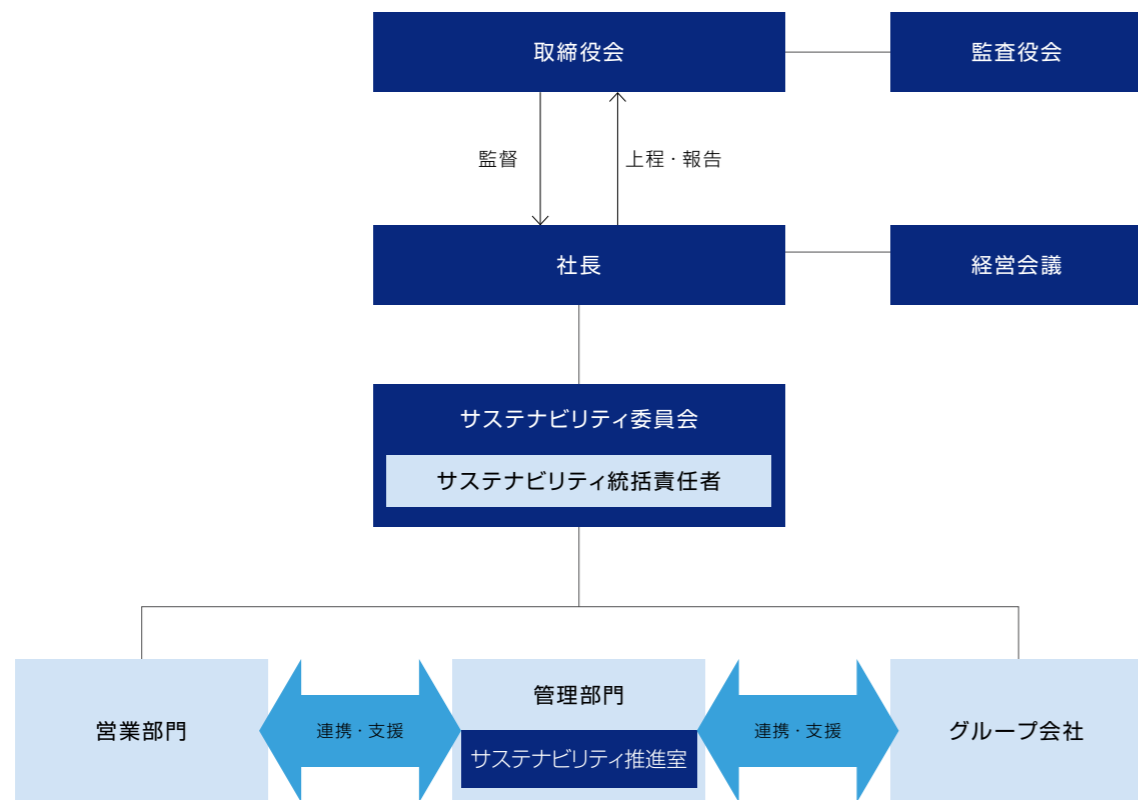 取締役会
監査役会
監督
上程・報告
社長
経営会議
サステナビリティ委員会
サステナビリティ統括責任者
営業部門
連携・支援
管理部門
サステナビリティ推進室
連携・支援
グループ会社